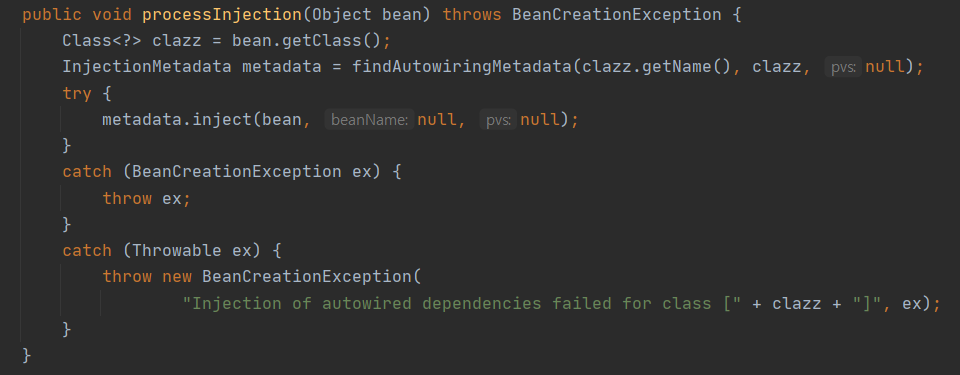 public void processInjection(Object bean) throws BeanCreationException {
Class<?> clazz = bean.getClass();
InjectionMetadata metadata = findAutowiringMetadata(clazz.getName(), clazz, pvs: null);
try {
metadata.inject(bean, beanName: null, pvs: null);
}
catch (BeanCreationException ex) {
throw ex;
}
catch (Throwable ex) {
throw new BeanCreationException(
"Injection of autowired dependencies failed for class [" + clazz + "]", ex);
}
}